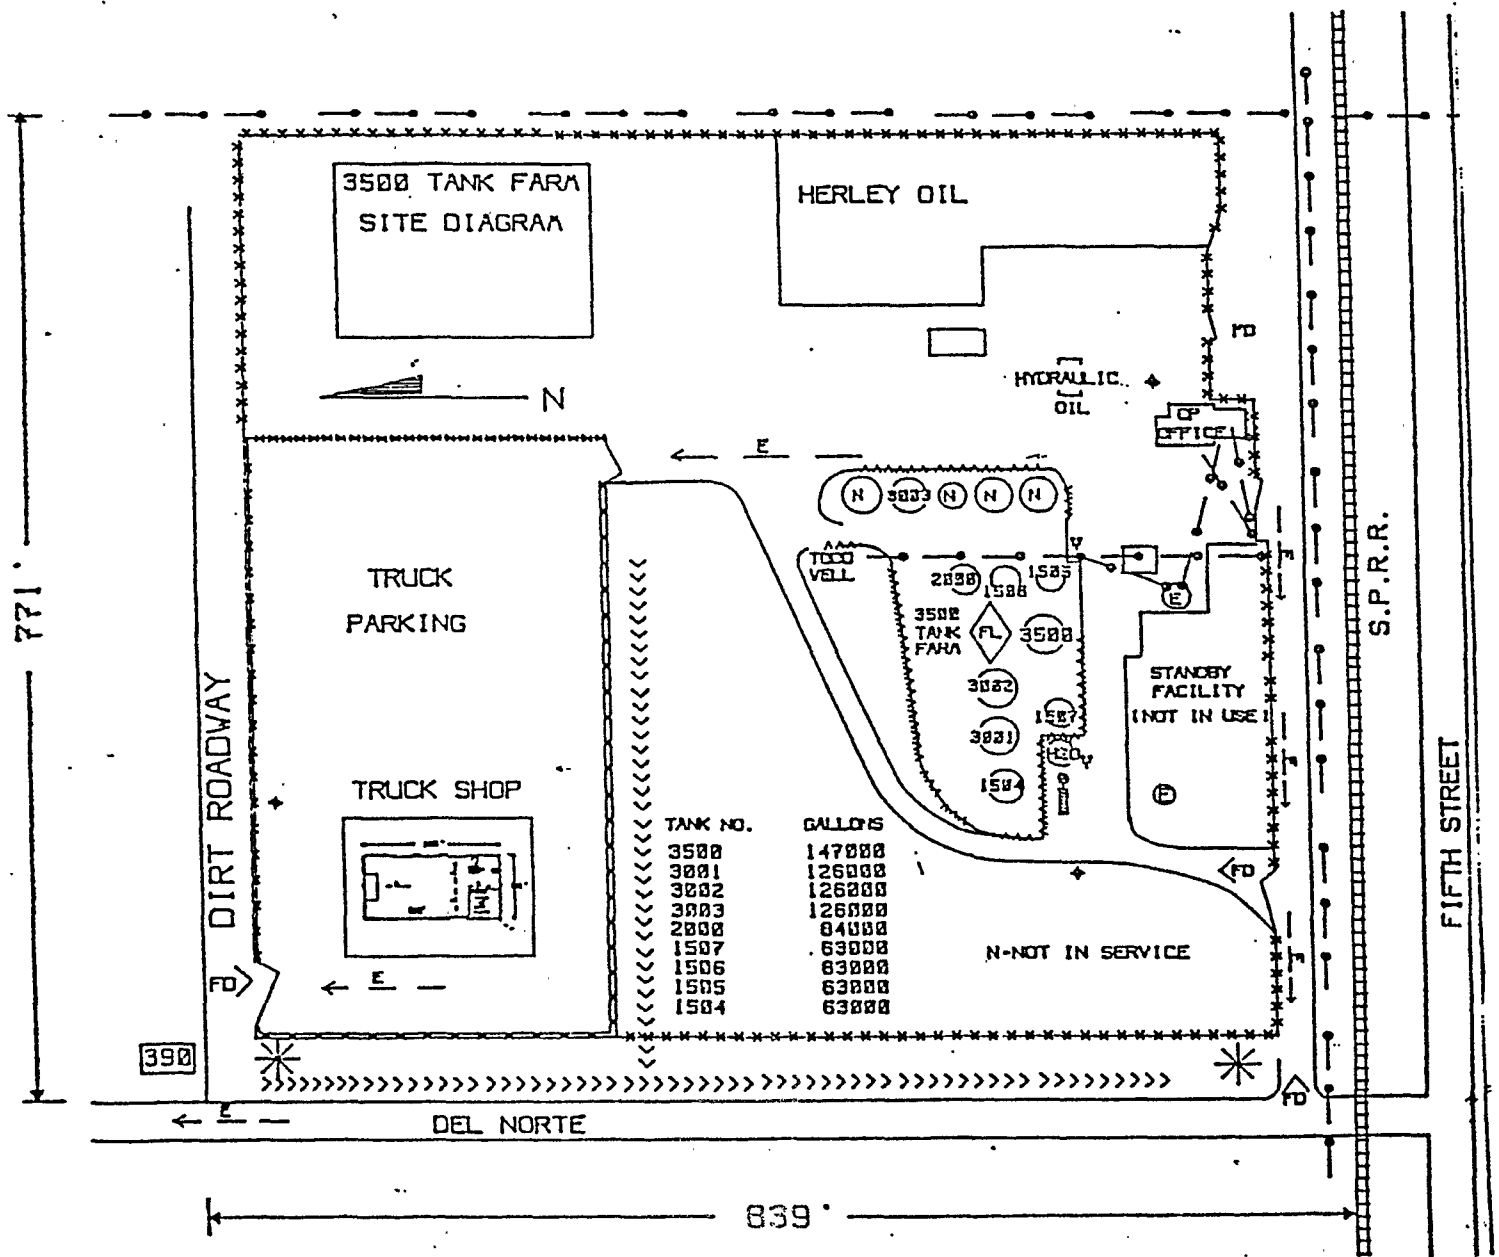 3500 TANK FARM
SITE DIAGRAM
HERLEY OIL
FD
N
HYDRAULIC
OIL
CP
OFFICE
E
N 3003 N N N
TODD
WELL
2000
1506
1505
E
F
3500
TANK
FARM
FL
3500
TRUCK
PARKING
771'
S.P.R.R.
STANDBY
FACILITY
(NOT IN USE)
3002
1507
3001
H2O
1504
F
E
DIRT ROADWAY
FIFTH STREET
TRUCK SHOP
TANK NO. GALLONS
3500 147000
3001 126000
3002 126000
3003 126000
2000 84000
1507 63000
1506 63000
1505 63000
1504 63000
FD
N-NOT IN SERVICE
F
FD
E
390
FD
E
DEL NORTE
839'